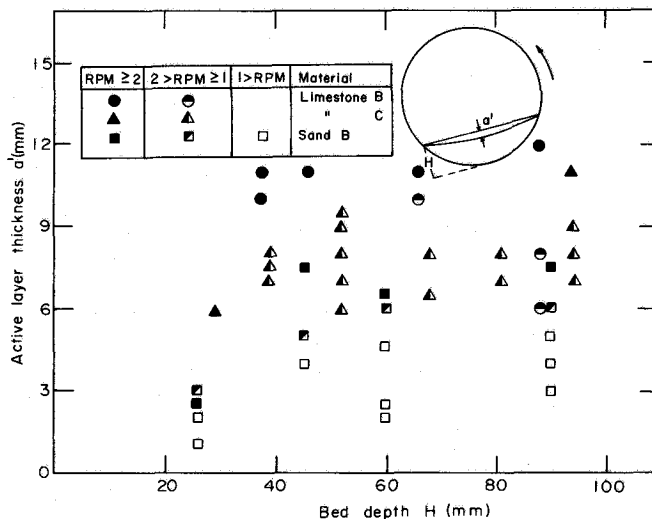 15
12
9
6
3
0
Active layer thickness a'(mm)
RPM ≥2 2 >RPM ≥1 1>RPM Material
Limestone B
" C
Sand B
a'
H
20 40 60 80 100
Bed depth H (mm)